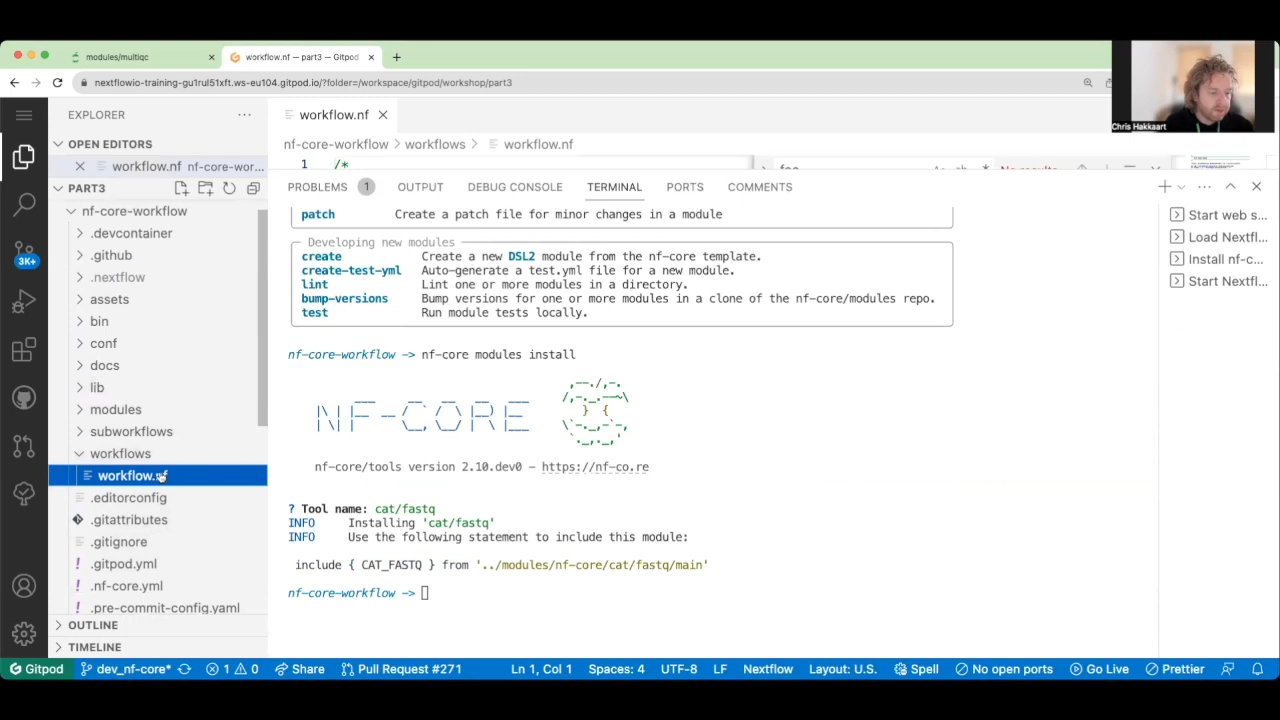 modules/multiqc
workflow.nf — part3 — Gitpod
nextflowio-training-gu1rul51xft.ws-eu104.gitpod.io/?folder=/workspace/gitpod/workshop/part3
Chris Hakkaart
EXPLORER
workflow.nf
OPEN EDITORS
workflow.nf nf-core-wor...
nf-core-workflow > workflows > workflow.nf
1 /*
PART3
PROBLEMS 1 OUTPUT DEBUG CONSOLE TERMINAL PORTS COMMENTS
nf-core-workflow
.devcontainer
.github
.nextflow
assets
bin
conf
docs
lib
modules
subworkflows
workflows
workflow.nf
.editorconfig
.gitattributes
.gitignore
.gitpod.yml
.nf-core.yml
.pre-commit-config.yaml
OUTLINE
TIMELINE
patch Create a patch file for minor changes in a module
Developing new modules
create Create a new DSL2 module from the nf-core template.
create-test-yml Auto-generate a test.yml file for a new module.
lint Lint one or more modules in a directory.
bump-versions Bump versions for one or more modules in a clone of the nf-core/modules repo.
test Run module tests locally.
nf-core-workflow -> nf-core modules install
NF-CORE
nf-core/tools version 2.10.dev0 - https://nf-co.re
? Tool name: cat/fastq
INFO Installing 'cat/fastq'
INFO Use the following statement to include this module:
include { CAT_FASTQ } from '../modules/nf-core/cat/fastq/main'
nf-core-workflow ->
Start web s...
Load Nextfl...
Install nf-c...
Start Nextfl...
3K+
Gitpod dev_nf-core* 1 0 Share Pull Request #271 Ln 1, Col 1 Spaces: 4 UTF-8 LF Nextflow Layout: U.S. Spell No open ports Go Live Prettier